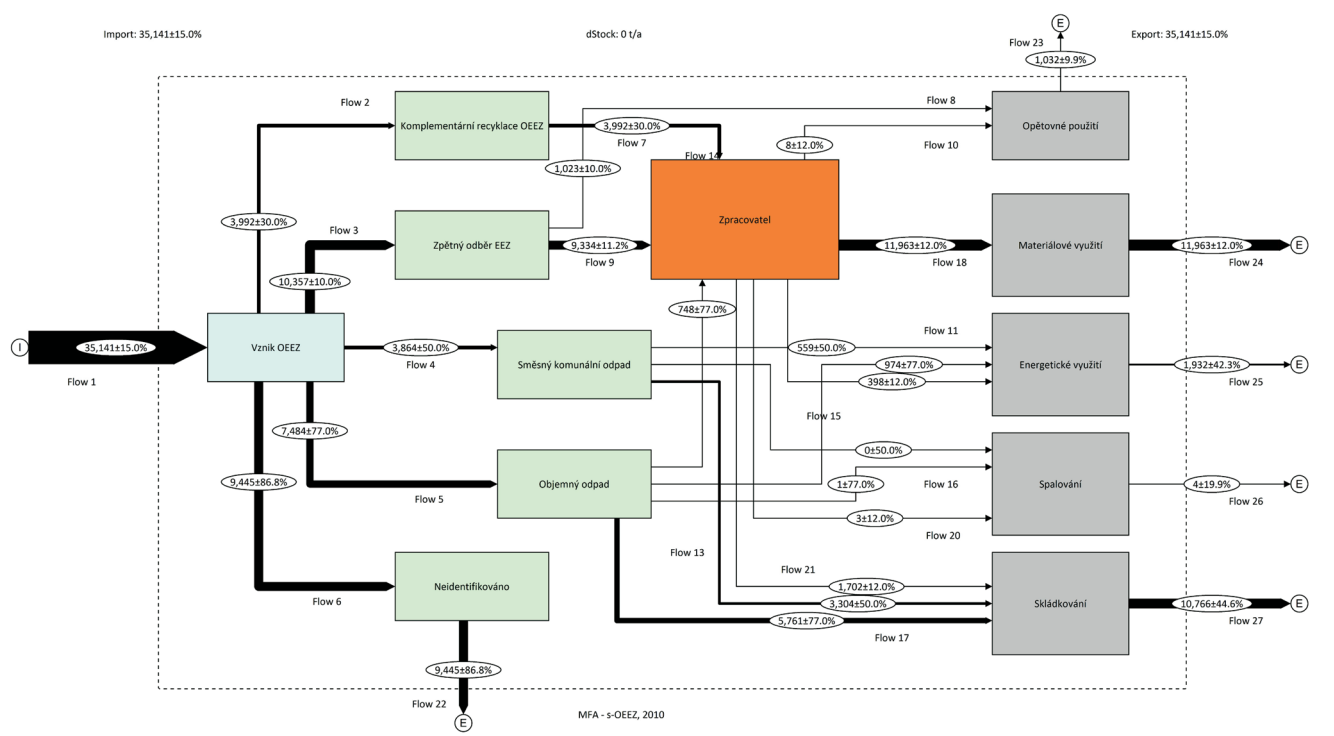 E
Flow 23
Import: 35,141±15.0%
dStock: 0 t/a
Export: 35,141±15.0%
1,032±9.9%
Flow 2
Flow 8
Komplementární recyklace OEEZ
3,992±30.0%
Flow 7
Opětovné použití
8±12.0%
Flow 10
Flow 14
1,023±10.0%
3,992±30.0%
Flow 3
Zpětný odběr EEZ
9,334±11.2%
Flow 9
Zpracovatel
11,963±12.0%
Flow 18
Materiálové využití
11,963±12.0%
E
Flow 24
10,357±10.0%
748±77.0%
I
35,141±15.0%
Flow 1
Vznik OEEZ
3,864±50.0%
Flow 4
Směsný komunální odpad
Flow 11
559±50.0%
974±77.0%
398±12.0%
Energetické využití
1,932±42.3%
E
Flow 25
Flow 15
7,484±77.0%
0±50.0%
9,445±86.8%
Flow 5
Objemný odpad
1±77.0%
Flow 16
Spalování
4±19.9%
E
Flow 26
3±12.0%
Flow 20
Flow 13
Flow 21
Neidentifikováno
Flow 6
1,702±12.0%
3,304±50.0%
5,761±77.0%
Flow 17
Skládkování
10,766±44.6%
E
Flow 27
9,445±86.8%
Flow 22
E
MFA - s-OEEZ, 2010